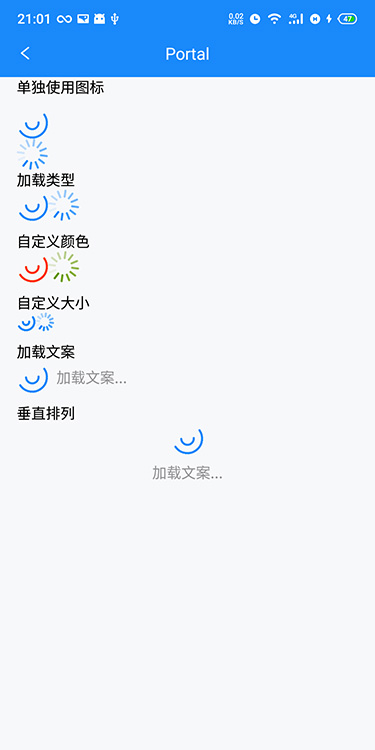 21:01
0.02
KB/S
4G
47
Portal
单独使用图标
加载类型
自定义颜色
自定义大小
加载文案
加载文案...
垂直排列
加载文案...